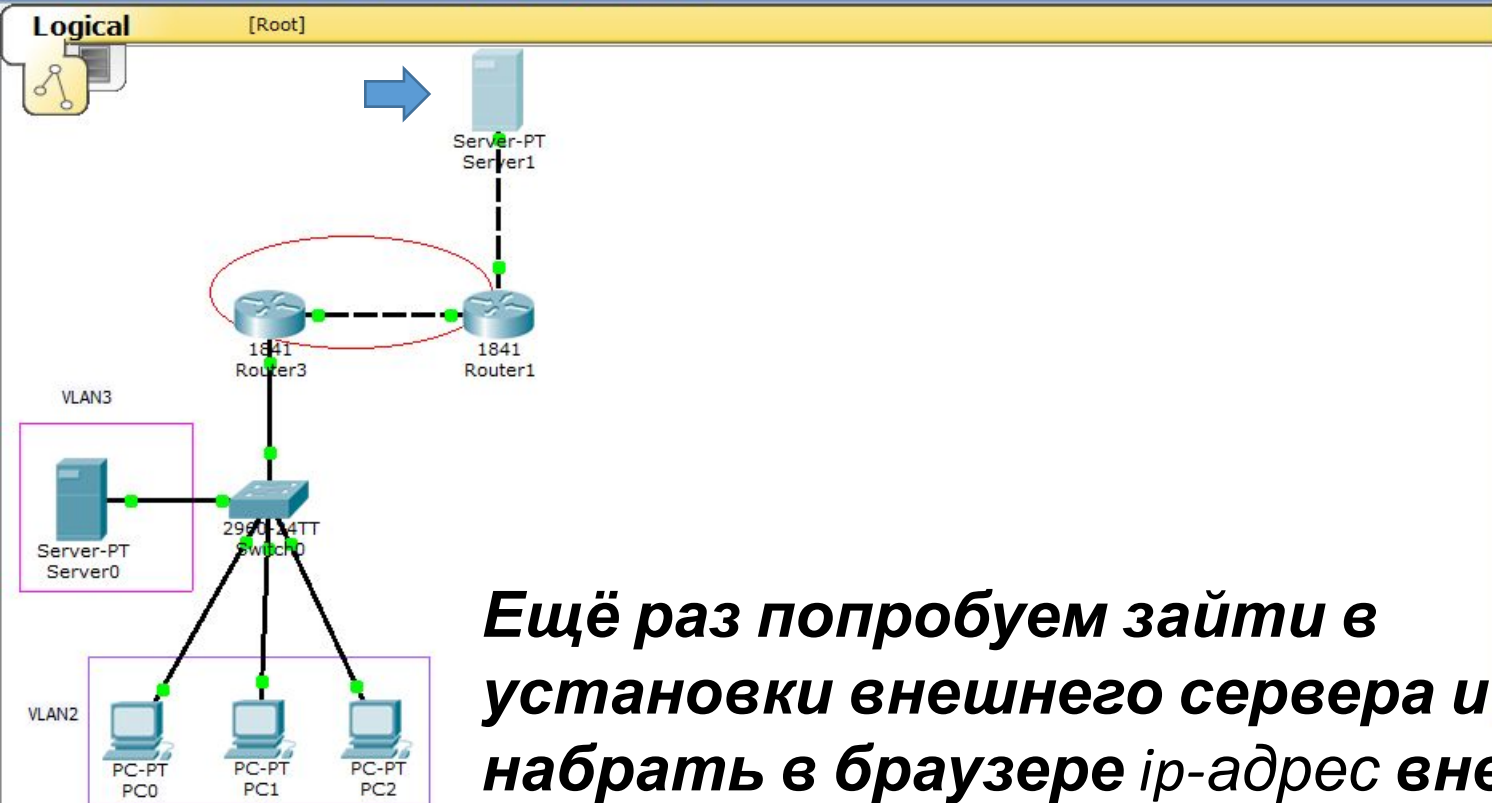 Logical [Root]
Server-PT
Server1
1841
Router3
1841
Router1
VLAN3
Server-PT
Server0
2960-24TT
Switch0
VLAN2
PC-PT
PC0
PC-PT
PC1
PC-PT
PC2
Ещё раз попробуем зайти в
установки внешнего сервера и
набрать в браузере ip-адрес